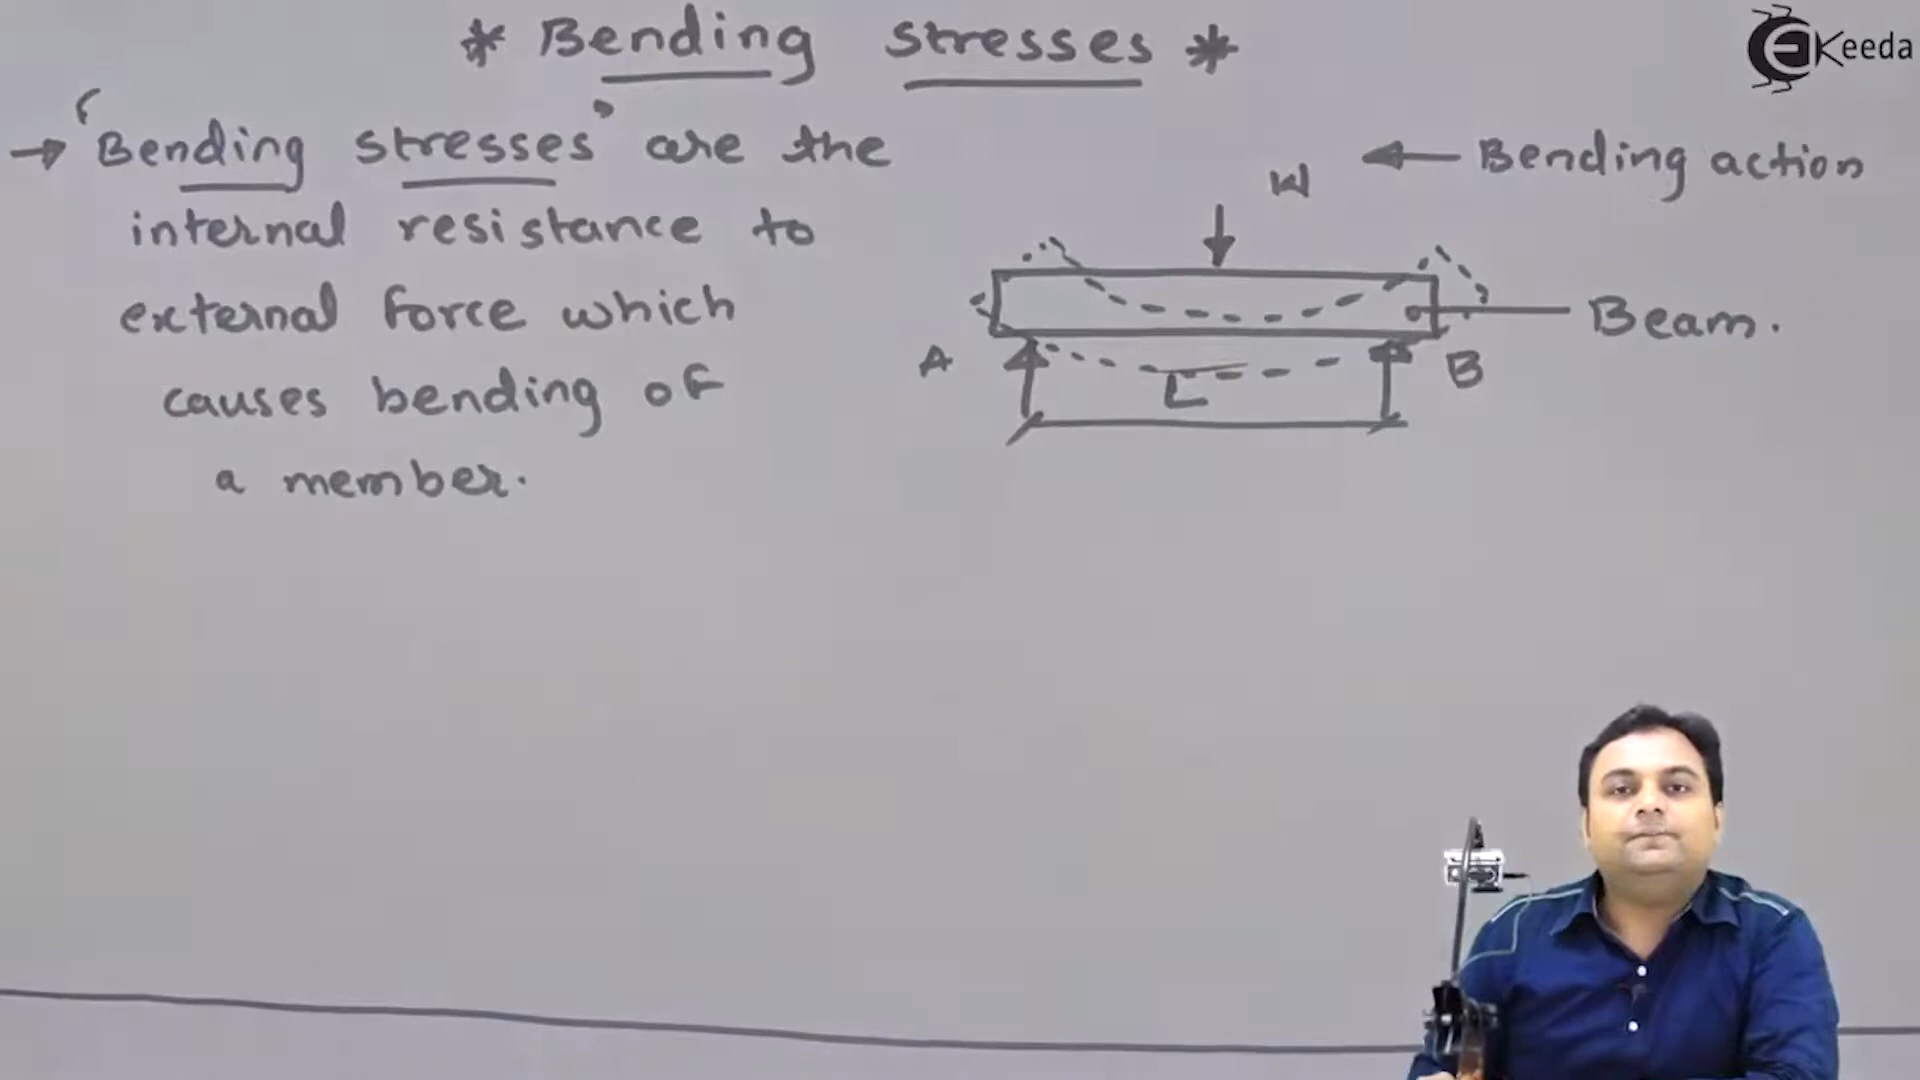 * Bending stresses *
Keeda
→ 'Bending stresses' are the
internal resistance to
external force which
causes bending of
a member.
W ← Bending action
Beam.
A
B
L